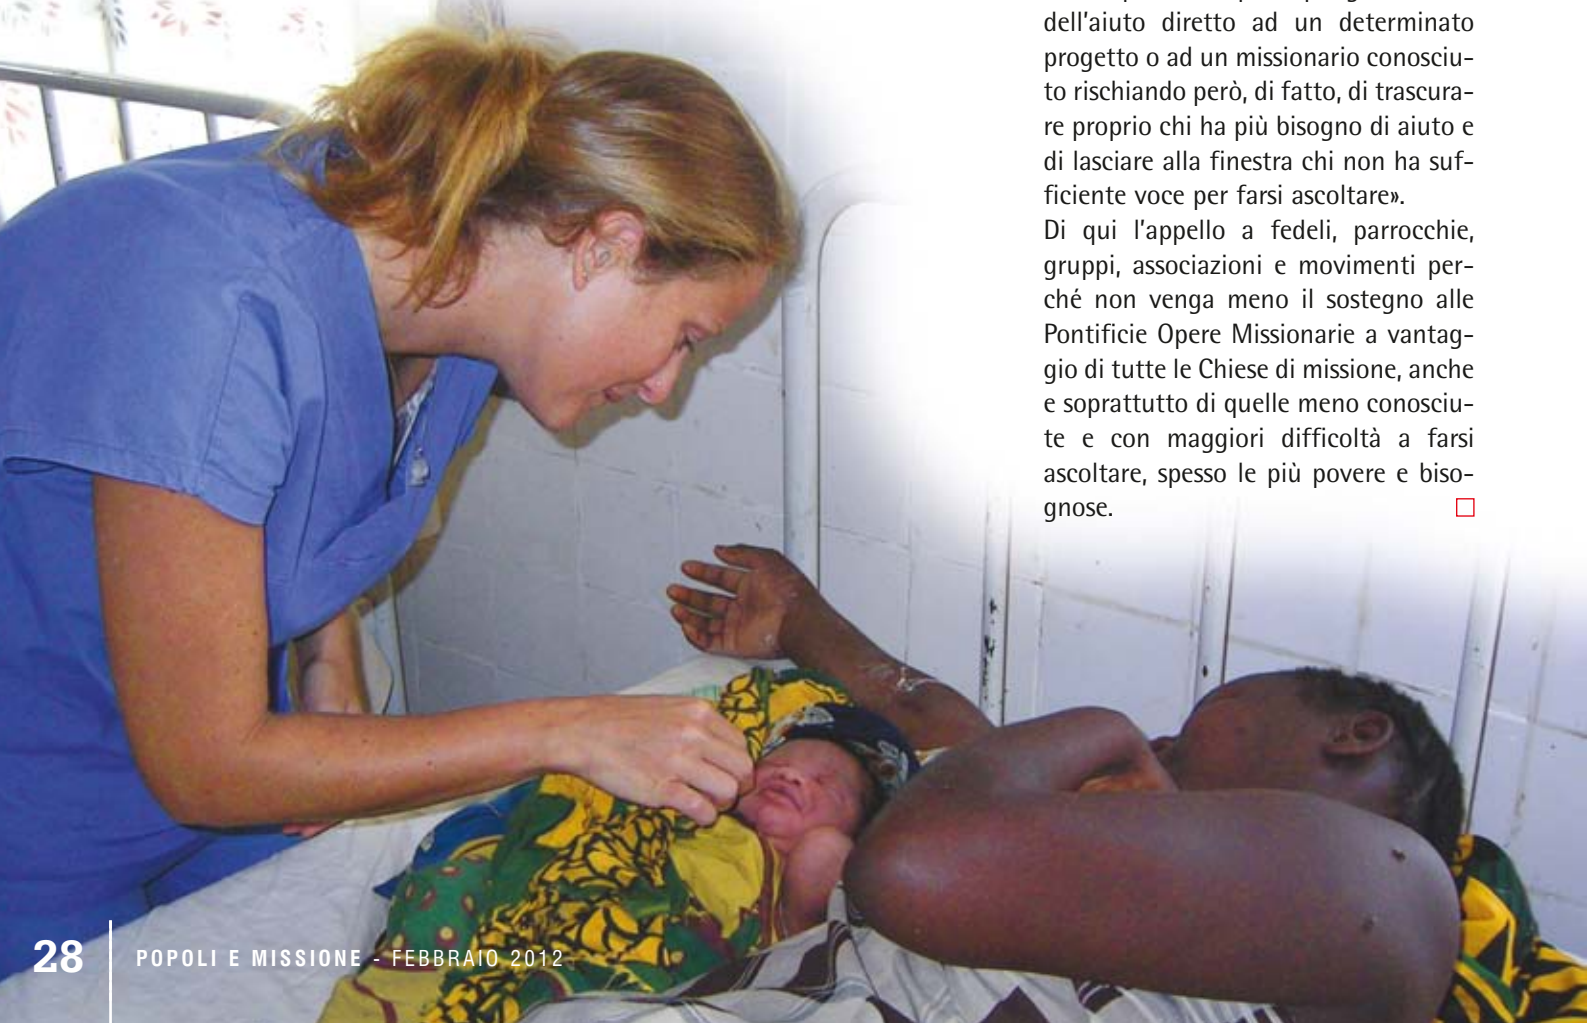 dell'aiuto diretto ad un determinato
progetto o ad un missionario conosciu-
to rischiando però, di fatto, di trascura-
re proprio chi ha più bisogno di aiuto e
di lasciare alla finestra chi non ha suf-
ficiente voce per farsi ascoltare».
Di qui l'appello a fedeli, parrocchie,
gruppi, associazioni e movimenti per-
ché non venga meno il sostegno alle
Pontificie Opere Missionarie a vantag-
gio di tutte le Chiese di missione, anche
e soprattutto di quelle meno conosciu-
te e con maggiori difficoltà a farsi
ascoltare, spesso le più povere e biso-
gnose.
28 POPOLI E MISSIONE - FEBBRAIO 2012